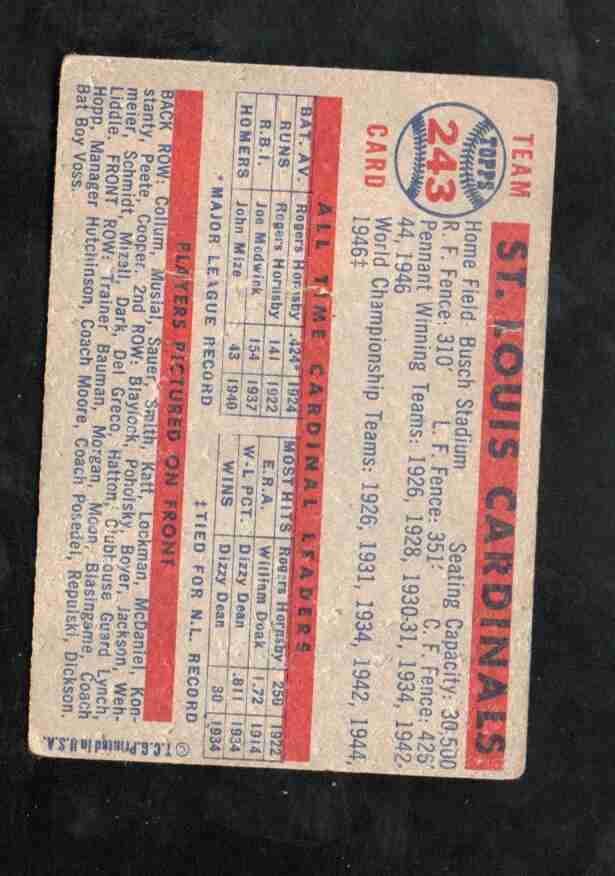 TEAM
TOPPS
243
CARD
ST. LOUIS CARDINALS
Home Field: Busch Stadium Seating Capacity: 30,500
R. F. Fence: 310' L. F. Fence: 351' C. F. Fence: 426'
Pennant Winning Teams: 1926, 1928, 1930-31, 1934, 1942-
44, 1946
World Championship Teams: 1926, 1931, 1934, 1942, 1944,
1946‡
ALL TIME CARDINAL LEADERS
BAT. AV. Rogers Hornsby .424* 1924
RUNS Rogers Hornsby 141 1922
R.B.I. Joe Medwink 154 1937
HOMERS John Mize 43 1940
* MAJOR LEAGUE RECORD
MOST HITS Rogers Hornsby 250 1922
E.R.A. William Doak 1.72 1914
W-L PCT. Dizzy Dean .811 1934
WINS Dizzy Dean 30 1934
‡TIED FOR N.L. RECORD
PLAYERS PICTURED ON FRONT
BACK ROW: Collum, Musial, Sauer, Smith, Katt, Lockman, McDaniel, Kon-
stanty, Peete, Cooper. 2nd ROW: Blaylock, Poholsky, Boyer, Jackson, Weh-
meier, Schmidt, Mizell, Dark, Del Greco, Hatton, Clubhouse Guard Lynch,
Liddle. FRONT ROW: Trainer Bauman, Morgan, Moon, Blasingame, Coach
Hopp, Manager Hutchinson, Coach Moore, Coach Posedel, Repulski, Dickson.
Bat Boy Voss.
© T.C.G. Printed in U.S.A.